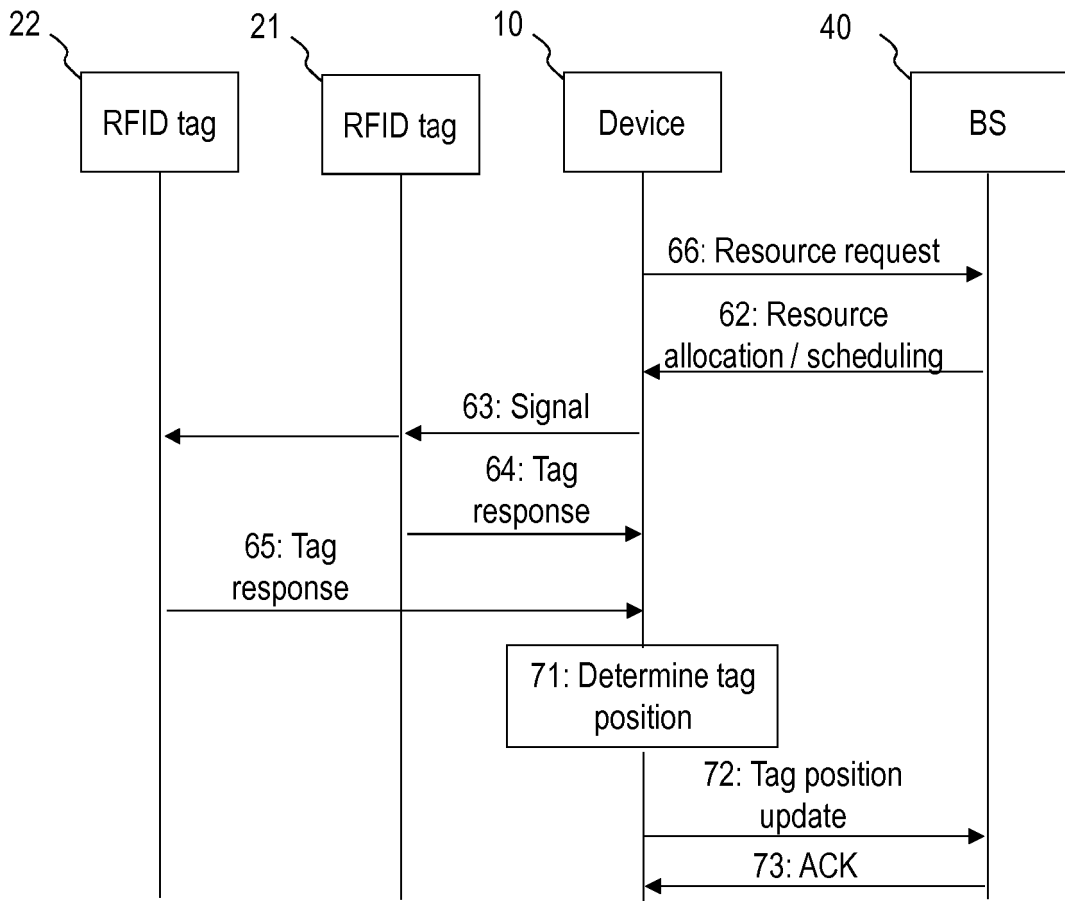 22
21
10
40
RFID tag
RFID tag
Device
BS
66: Resource request
62: Resource
allocation / scheduling
63: Signal
64: Tag
response
65: Tag
response
71: Determine tag
position
72: Tag position
update
73: ACK